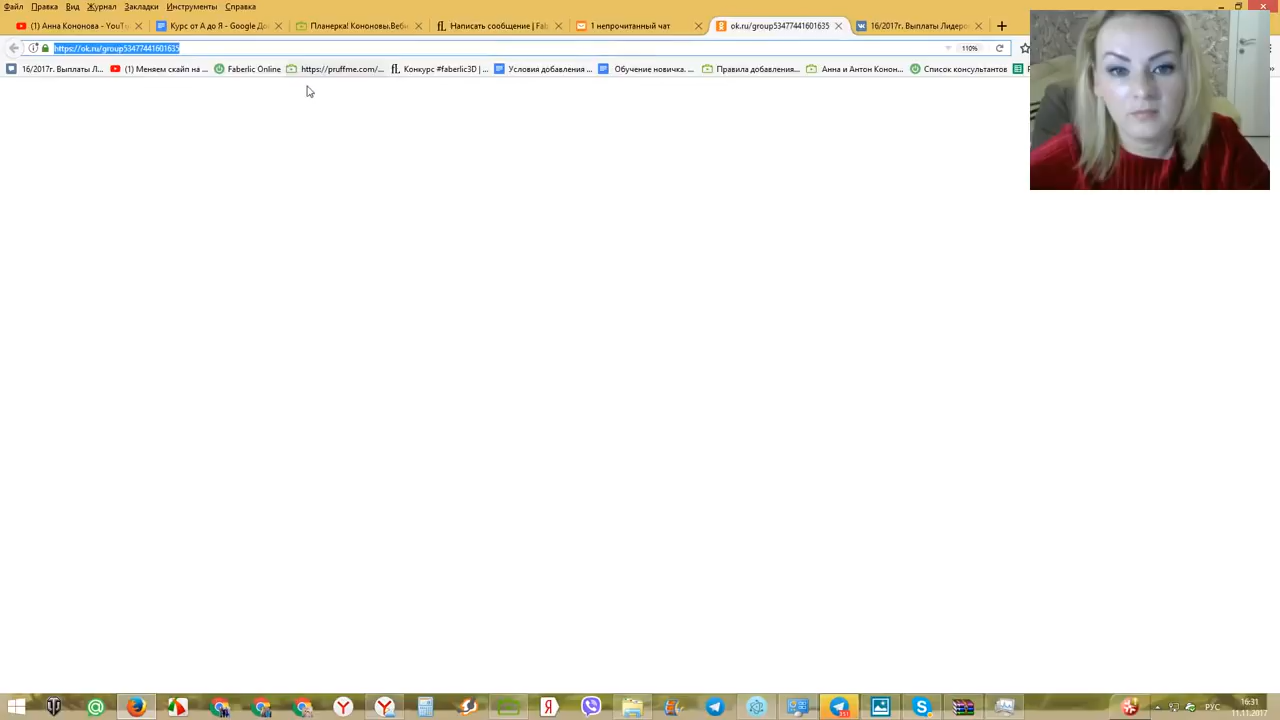 Файл Правка Вид Журнал Закладки Инструменты Справка
(1) Анна Кононова - YouTu
Курс от А до Я - Google До
Планерка! Кононовы.Веби
Написать сообщение | Fab
1 непрочитанный чат
ok.ru/group53477441601635
16/2017г. Выплаты Лидеро
https://ok.ru/group53477441601635
110%
16/2017г. Выплаты Л...
(1) Меняем скайп на ...
Faberlic Online
https://pruffme.com/...
Конкурс #faberlic3D | ...
Условия добавления ...
Обучение новичка. ...
Правила добавления...
Анна и Антон Конон...
Список консультантов
РУС
16:31
11.11.2017